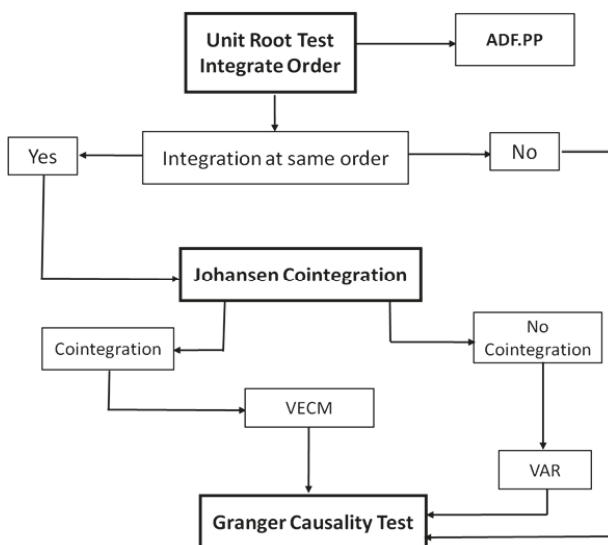 Unit Root Test
Integrate Order
ADF.PP
Yes
Integration at same order
No
Johansen Cointegration
Cointegration
No
Cointegration
VECM
VAR
Granger Causality Test